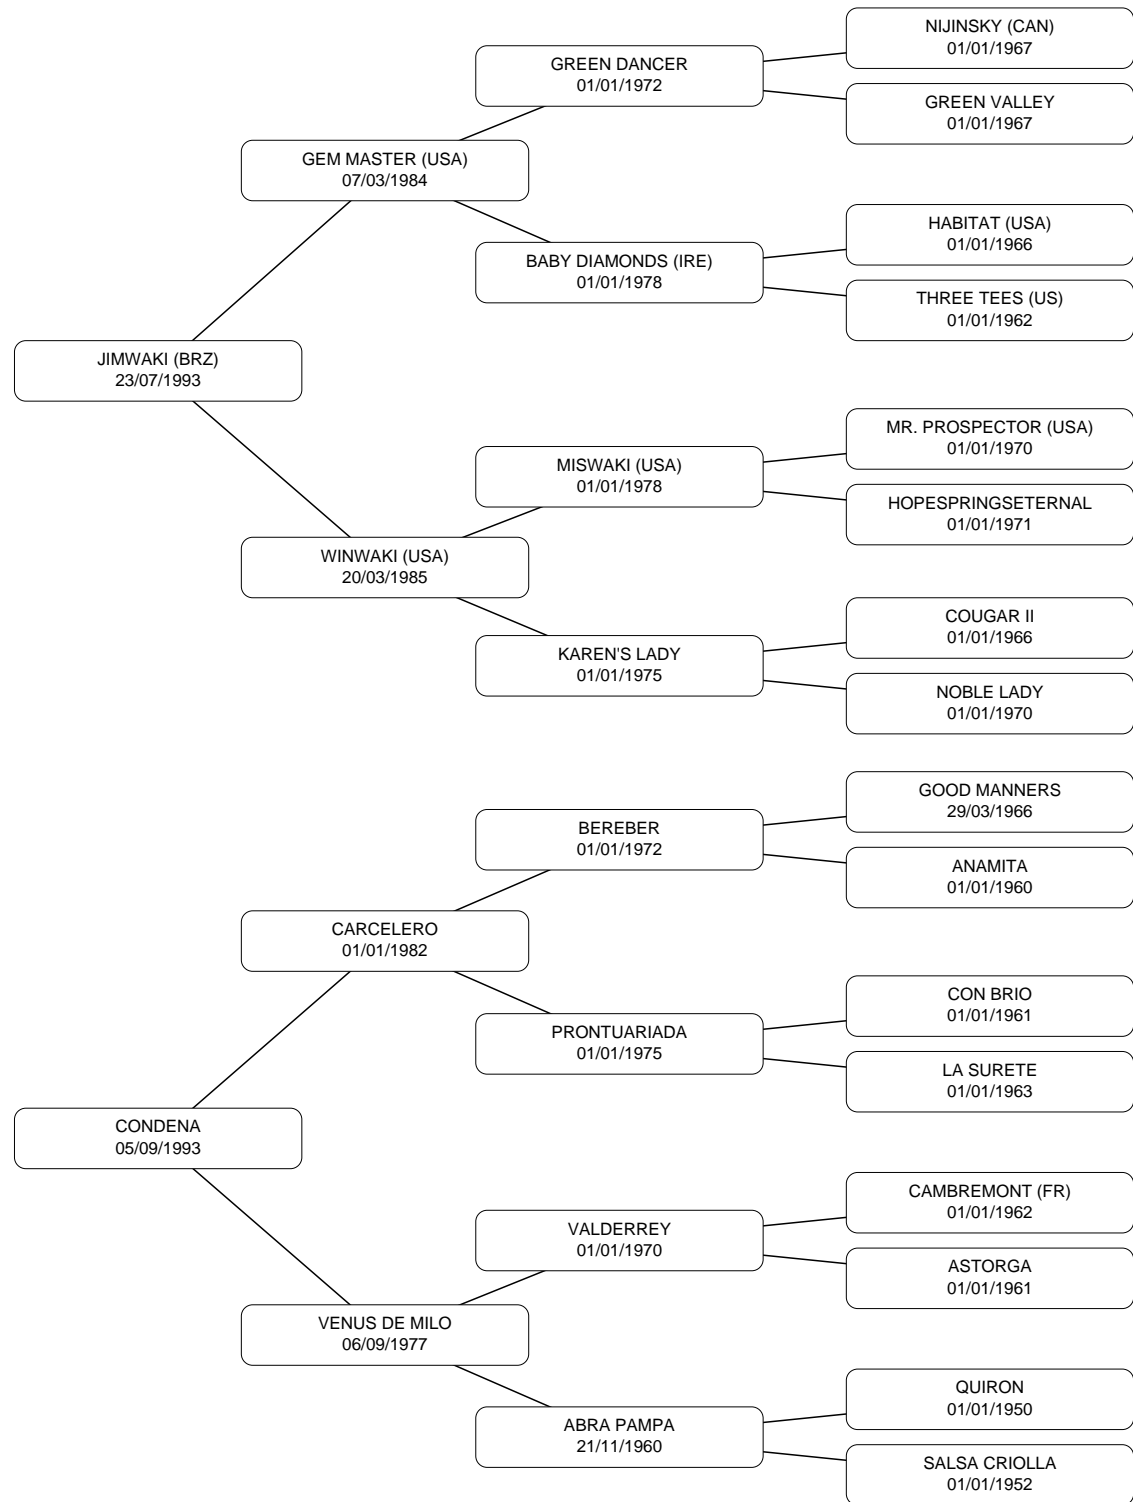 NIJINSKY (CAN)
01/01/1967
GREEN DANCER
01/01/1972
GREEN VALLEY
01/01/1967
GEM MASTER (USA)
07/03/1984
HABITAT (USA)
01/01/1966
BABY DIAMONDS (IRE)
01/01/1978
THREE TEES (US)
01/01/1962
JIMWAKI (BRZ)
23/07/1993
MR. PROSPECTOR (USA)
01/01/1970
MISWAKI (USA)
01/01/1978
HOPESPRINGSETERNAL
01/01/1971
WINWAKI (USA)
20/03/1985
COUGAR II
01/01/1966
KAREN'S LADY
01/01/1975
NOBLE LADY
01/01/1970
GOOD MANNERS
29/03/1966
BEREBER
01/01/1972
ANAMITA
01/01/1960
CARCELERO
01/01/1982
CON BRIO
01/01/1961
PRONTUARIADA
01/01/1975
LA SURETE
01/01/1963
CONDENA
05/09/1993
CAMBREMONT (FR)
01/01/1962
VALDERREY
01/01/1970
ASTORGA
01/01/1961
VENUS DE MILO
06/09/1977
QUIRON
01/01/1950
ABRA PAMPA
21/11/1960
SALSA CRIOLLA
01/01/1952